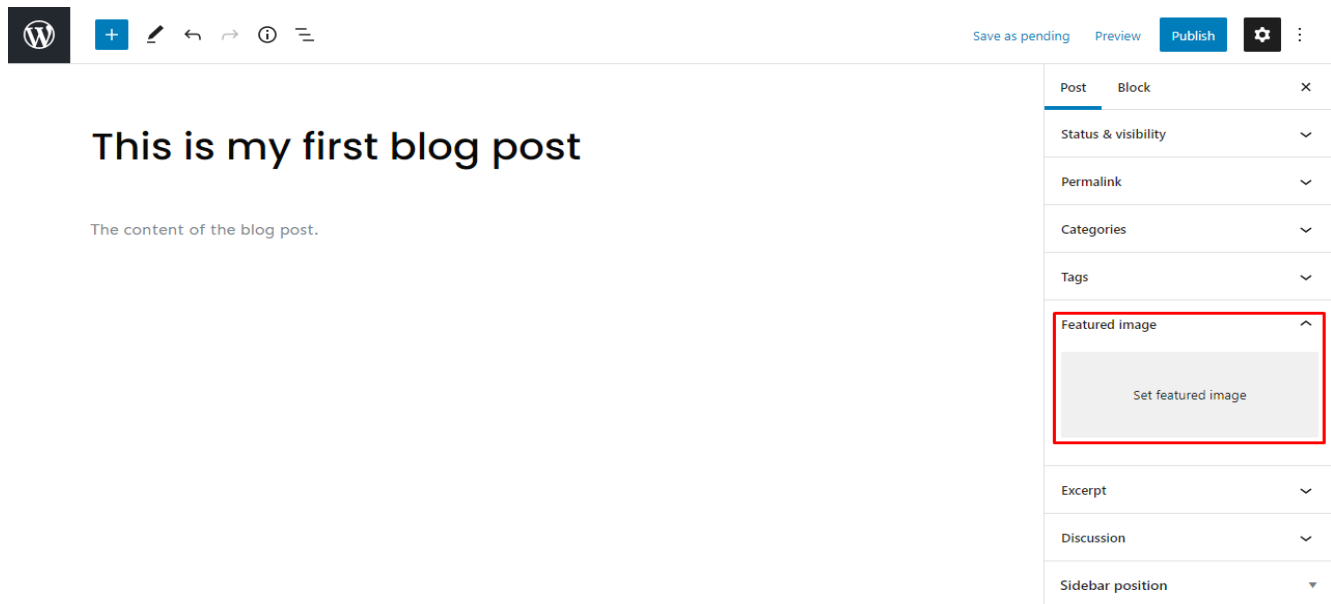 Save as pending Preview Publish
Post Block
This is my first blog post
Status & visibility
Permalink
The content of the blog post.
Categories
Tags
Featured image
Set featured image
Excerpt
Discussion
Sidebar position